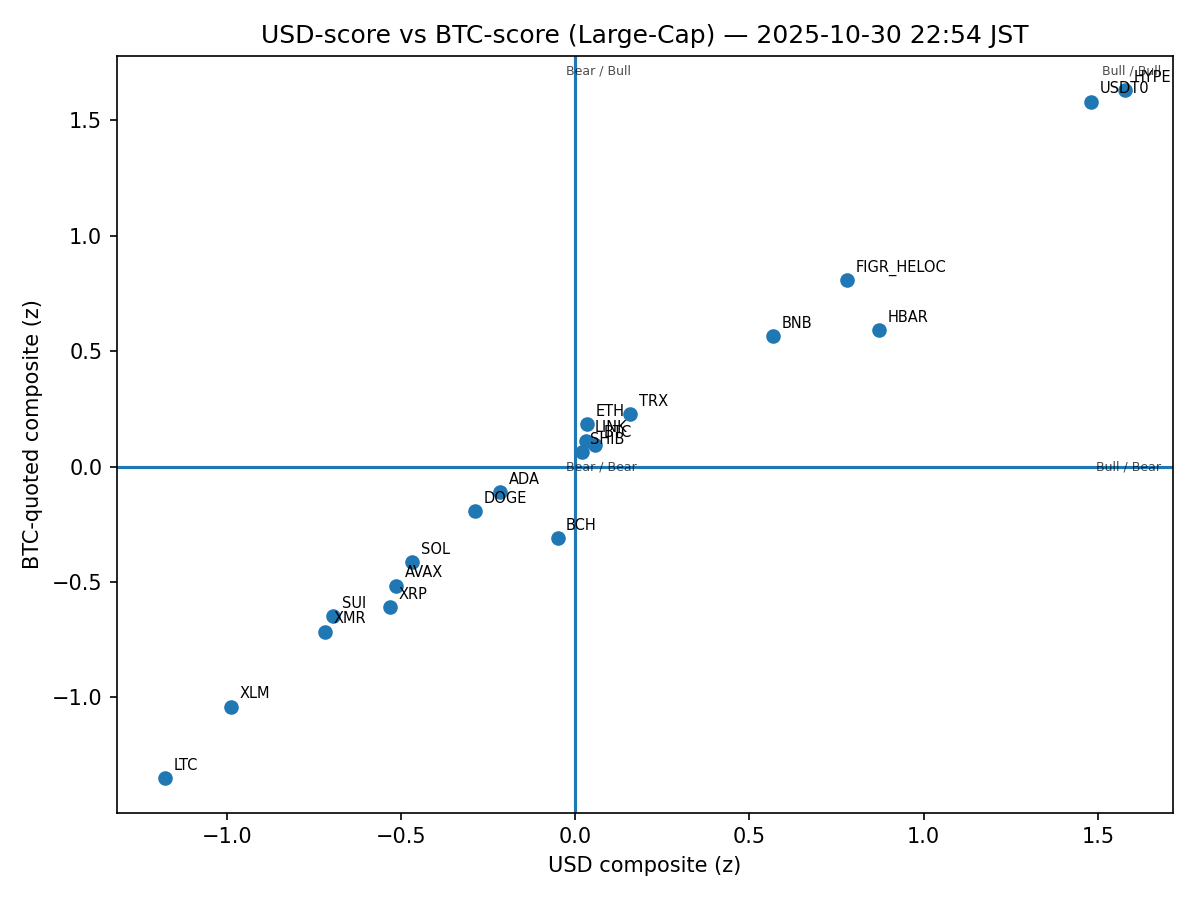 USD-score vs BTC-score (Large-Cap) — 2025-10-30 22:54 JST
Bear / Bull
Bull / Bull
HYPE
USDT0
1.5
1.0
FIGR_HELOC
HBAR
BNB
0.5
TRX
ETH
LINK
BTC
SHIB
0.0
Bear / Bear
Bull / Bear
ADA
DOGE
BCH
SOL
−0.5
AVAX
XRP
SUI
XMR
−1.0
XLM
LTC
−1.0
−0.5
0.0
0.5
1.0
1.5
USD composite (z)
BTC-quoted composite (z)